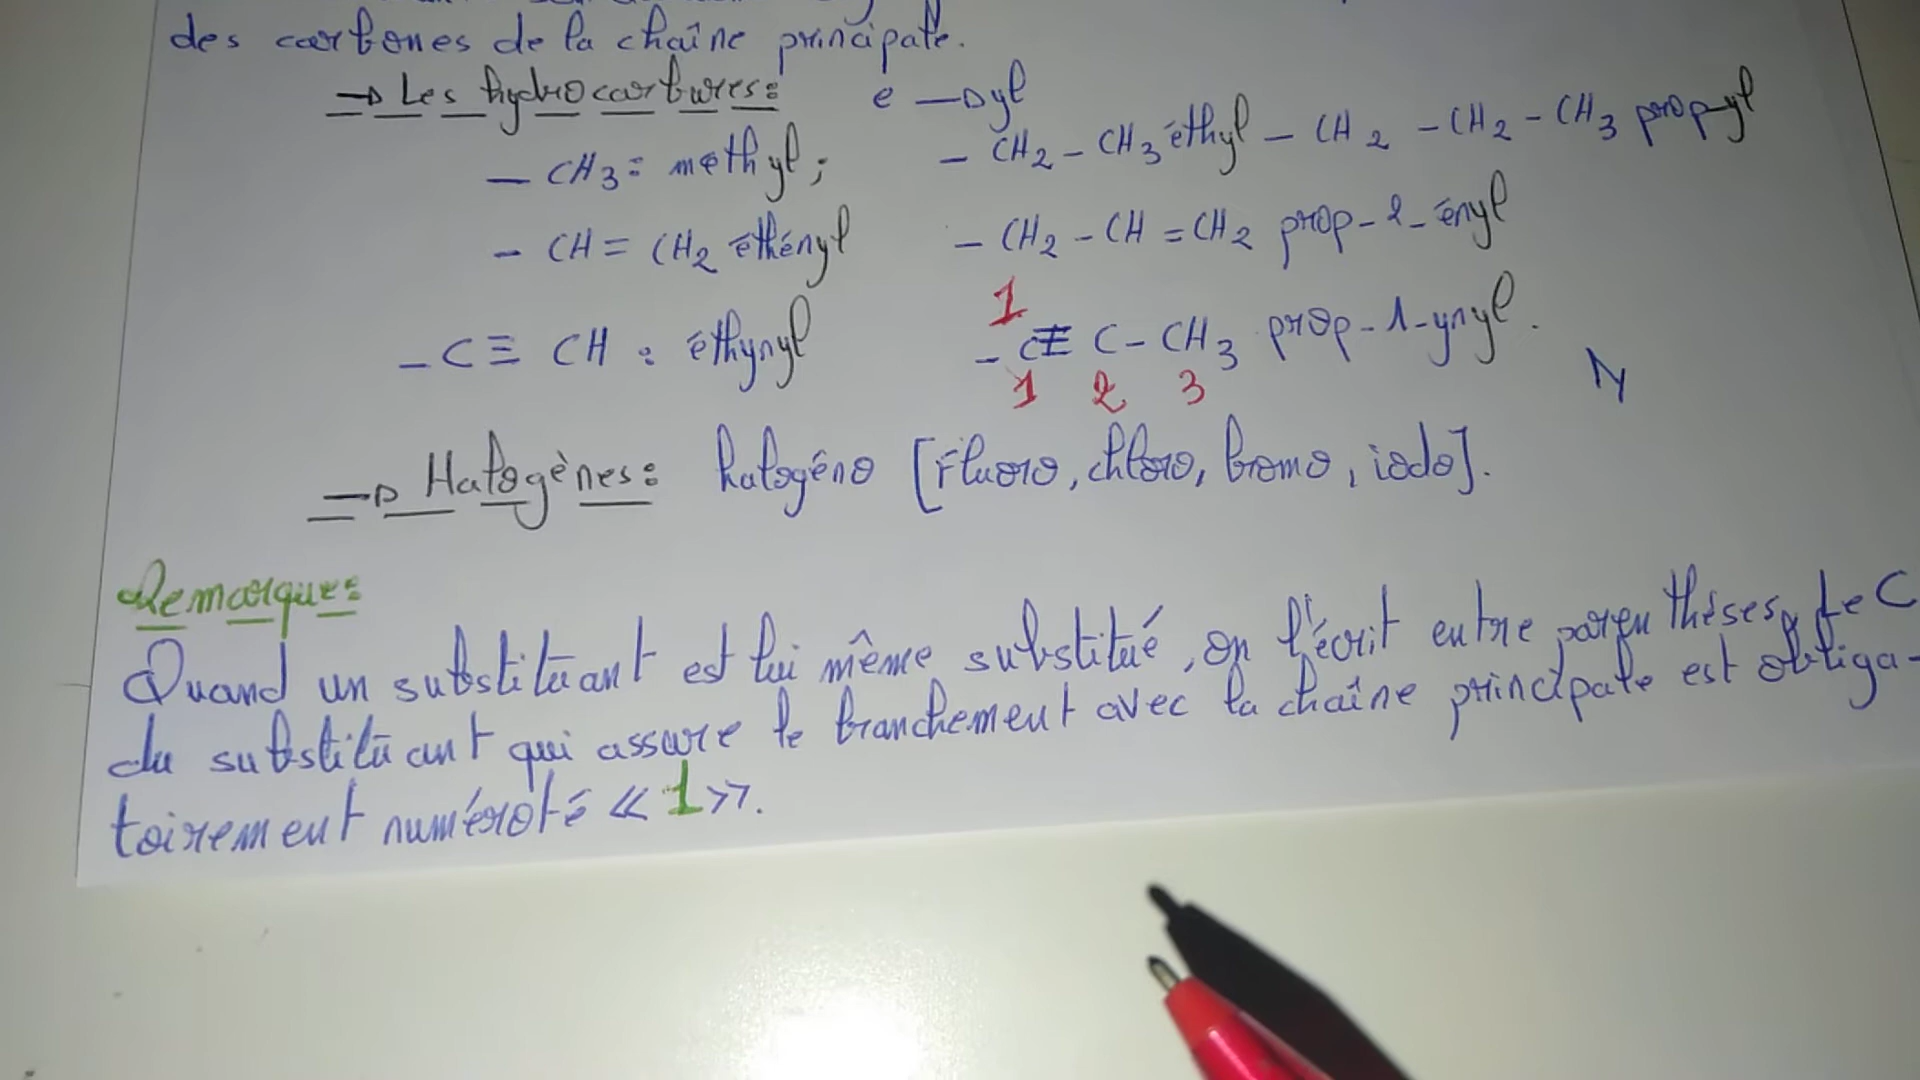 des carbones de la chaîne principale.
→ Les hydrocarbures: e → yl
- CH3: méthyl; - CH2 - CH3 éthyl - CH2 - CH2 - CH3 propyl
- CH = CH2 éthényl - CH2 - CH = CH2 prop-2-ényl
1
- C ≡ CH : éthynyl - C ≡ C - CH3 prop-1-ynyl.
1 2 3
→ Halogènes: halogéno [Fluoro, chloro, bromo, iodo].
Remarque:
Quand un substituant est lui même substitué, on l'écrit entre parenthèses, le C
du substituant qui assure le branchement avec la chaîne principale est obliga-
toirement numéroté « 1 ».